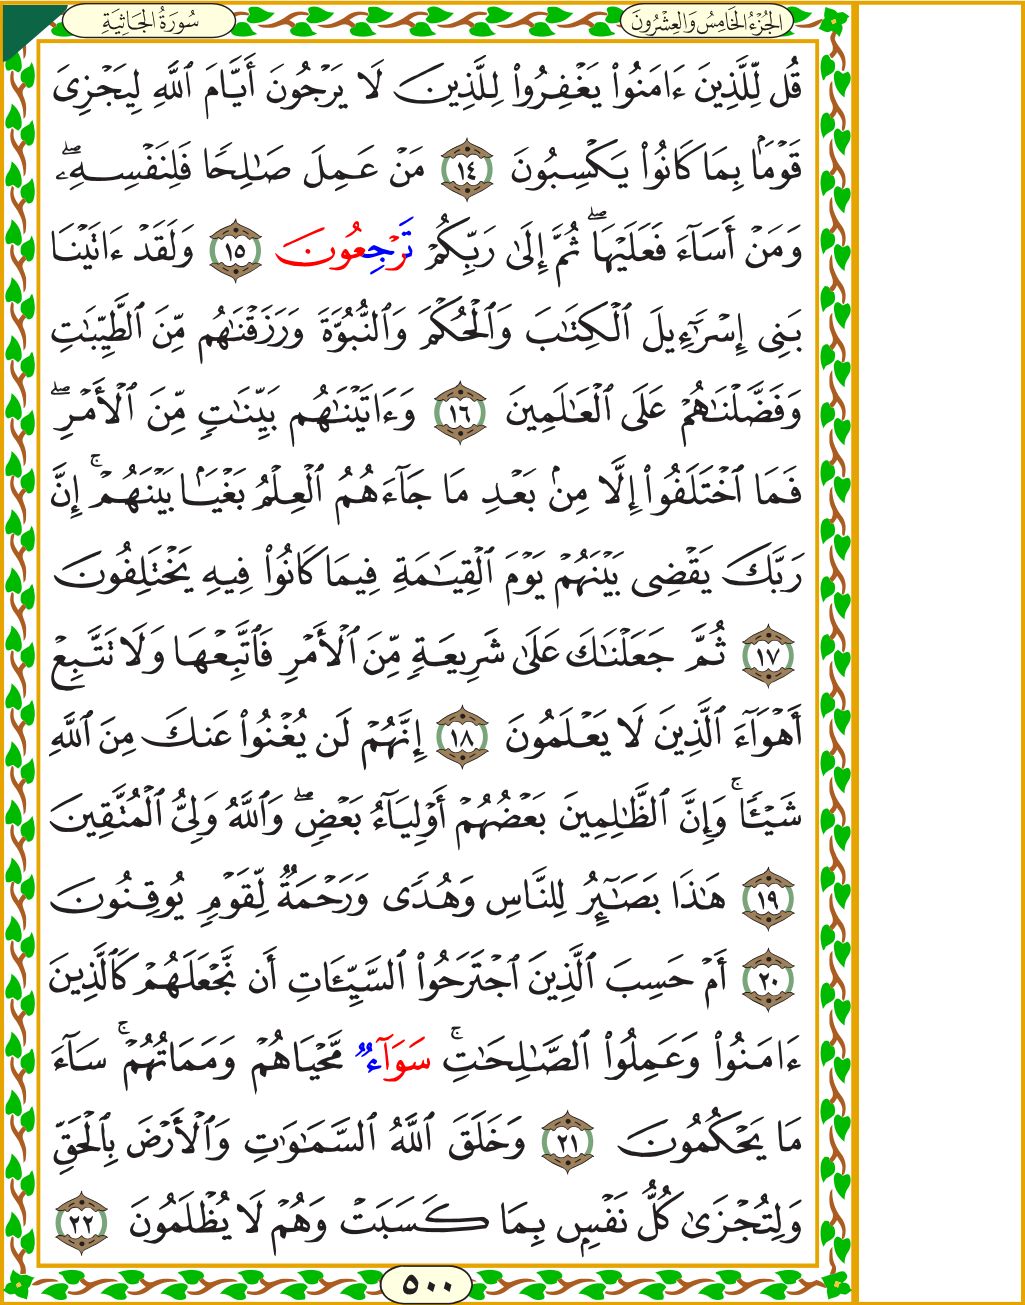 سُورَةُ الجَاثِيَةِ
الجُزْءُ الخَامِسُ وَالعِشْرُونَ
قُل لِّلَّذِينَ ءَامَنُوا۟ يَغْفِرُوا۟ لِلَّذِينَ لَا يَرْجُونَ أَيَّامَ ٱللَّهِ لِيَجْزِىَ
قَوْمَۢا بِمَا كَانُوا۟ يَكْسِبُونَ ١٤ مَنْ عَمِلَ صَـٰلِحًا فَلِنَفْسِهِۦۖ
وَمَنْ أَسَآءَ فَعَلَيْهَاۖ ثُمَّ إِلَىٰ رَبِّكُمْ تَرْجِعُونَ ١٥ وَلَقَدْ ءَاتَيْنَا
بَنِى إِسْرَٰٓءِيلَ ٱلْكِتَـٰبَ وَٱلْحُكْمَ وَٱلنُّبُوَّةَ وَرَزَقْنَـٰهُم مِّنَ ٱلطَّيِّبَـٰتِ
وَفَضَّلْنَـٰهُمْ عَلَى ٱلْعَـٰلَمِينَ ١٦ وَءَاتَيْنَـٰهُم بَيِّنَـٰتٍ مِّنَ ٱلْأَمْرِۖ
فَمَا ٱخْتَلَفُوا۟ إِلَّا مِنۢ بَعْدِ مَا جَآءَهُمُ ٱلْعِلْمُ بَغْيَۢا بَيْنَهُمْۚ إِنَّ
رَبَّكَ يَقْضِى بَيْنَهُمْ يَوْمَ ٱلْقِيَـٰمَةِ فِيمَا كَانُوا۟ فِيهِ يَخْتَلِفُونَ
١٧ ثُمَّ جَعَلْنَـٰكَ عَلَىٰ شَرِيعَةٍ مِّنَ ٱلْأَمْرِ فَٱتَّبِعْهَا وَلَا تَتَّبِعْ
أَهْوَآءَ ٱلَّذِينَ لَا يَعْلَمُونَ ١٨ إِنَّهُمْ لَن يُغْنُوا۟ عَنكَ مِنَ ٱللَّهِ
شَيْـًٔاۚ وَإِنَّ ٱلظَّـٰلِمِينَ بَعْضُهُمْ أَوْلِيَآءُ بَعْضٍۖ وَٱللَّهُ وَلِىُّ ٱلْمُتَّقِينَ
١٩ هَـٰذَا بَصَـٰٓئِرُ لِلنَّاسِ وَهُدًى وَرَحْمَةٌ لِّقَوْمٍ يُوقِنُونَ
٢٠ أَمْ حَسِبَ ٱلَّذِينَ ٱجْتَرَحُوا۟ ٱلسَّيِّـَٔاتِ أَن نَّجْعَلَهُمْ كَٱلَّذِينَ
ءَامَنُوا۟ وَعَمِلُوا۟ ٱلصَّـٰلِحَـٰتِۚ سَوَآءٌ مَّحْيَاهُمْ وَمَمَاتُهُمْۚ سَآءَ
مَا يَحْكُمُونَ ٢١ وَخَلَقَ ٱللَّهُ ٱلسَّمَـٰوَٰتِ وَٱلْأَرْضَ بِٱلْحَقِّ
وَلِتُجْزَىٰ كُلُّ نَفْسٍۭ بِمَا كَسَبَتْ وَهُمْ لَا يُظْلَمُونَ ٢٢
٥٠٠